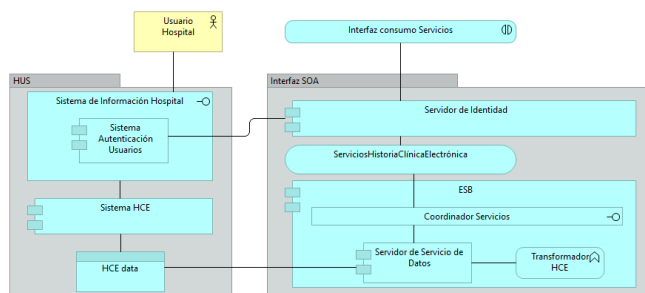 Usuario
Hospital
Interfaz consumo Servicios
HUS
Sistema de Información Hospital
Sistema
Autenticación
Usuarios
Sistema HCE
HCE data
Interfaz SOA
Servidor de Identidad
ServiciosHistoriaClínicaElectrónica
ESB
Coordinador Servicios
Servidor de Servicio de
Datos
Transformador
HCE